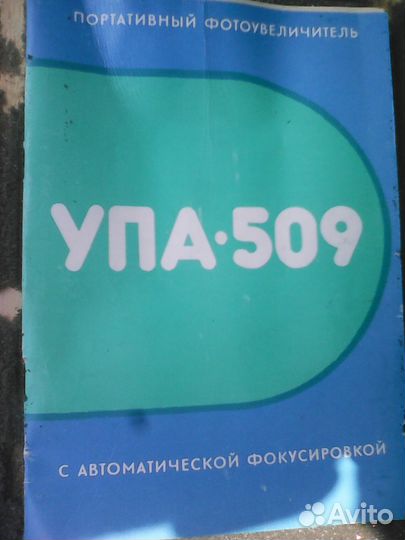 ПОРТАТИВНЫЙ ФОТОУВЕЛИЧИТЕЛЬ
УПА·509
С АВТОМАТИЧЕСКОЙ ФОКУСИРОВКОЙ
Avito